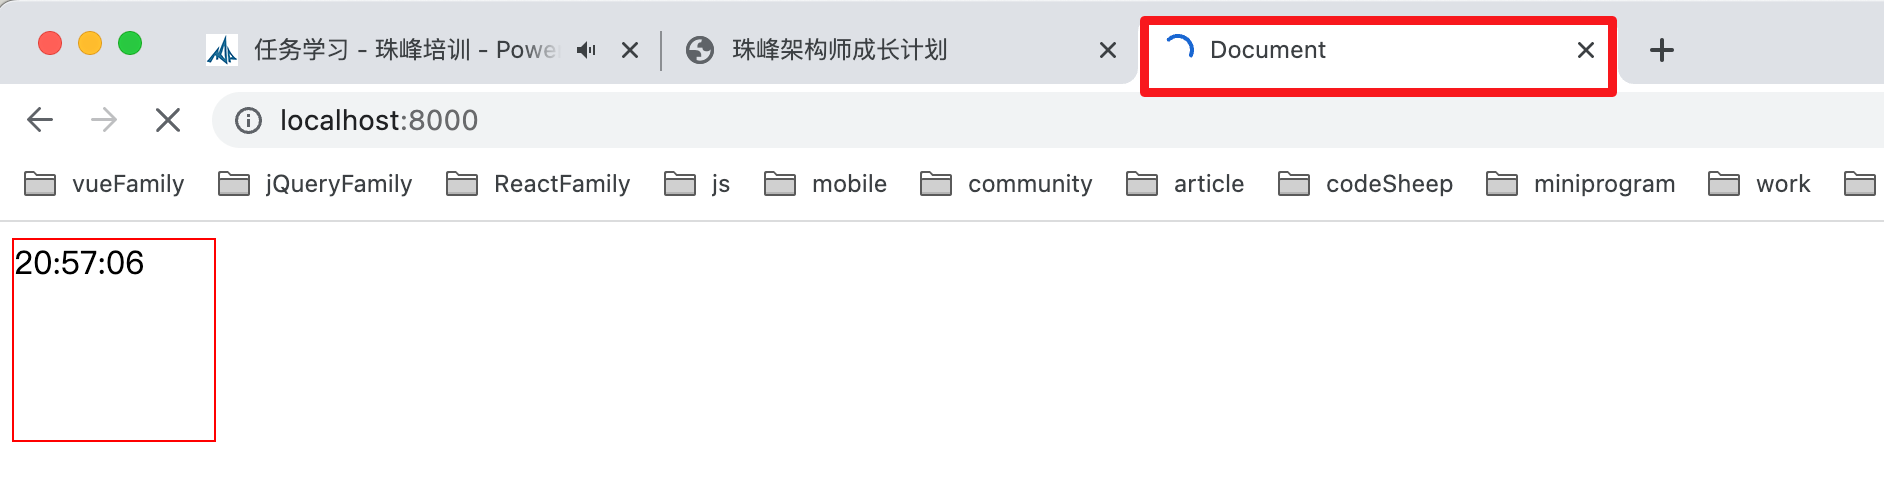 任务学习 - 珠峰培训 - Powe
珠峰架构师成长计划
Document
localhost:8000
vueFamily
jQueryFamily
ReactFamily
js
mobile
community
article
codeSheep
miniprogram
work
20:57:06